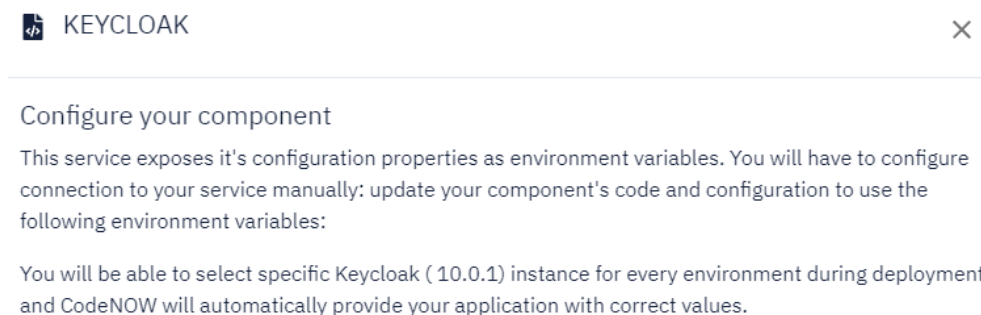 KEYCLOAK
Configure your component
This service exposes it's configuration properties as environment variables. You will have to configure
connection to your service manually: update your component's code and configuration to use the
following environment variables:
You will be able to select specific Keycloak ( 10.0.1) instance for every environment during deployment
and CodeNOW will automatically provide your application with correct values.